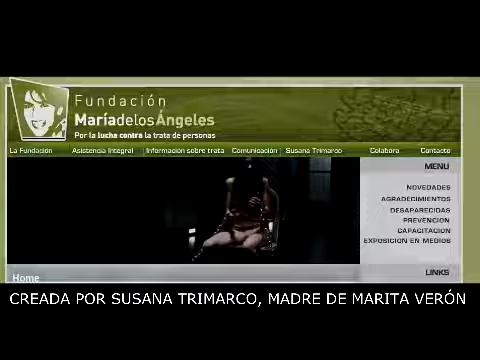 Fundación
MaríadelosÁngeles
Por la lucha contra la trata de personas
La Fundación Asistencia Integral Información sobre trata Comunicación Susana Trimarco Colabora Contacto
MENU
NOVEDADES
AGRADECIMIENTOS
DESAPARECIDAS
PREVENCION
CAPACITACION
EXPOSICION EN MEDIOS
LINKS
Home
CREADA POR SUSANA TRIMARCO, MADRE DE MARITA VERÓN